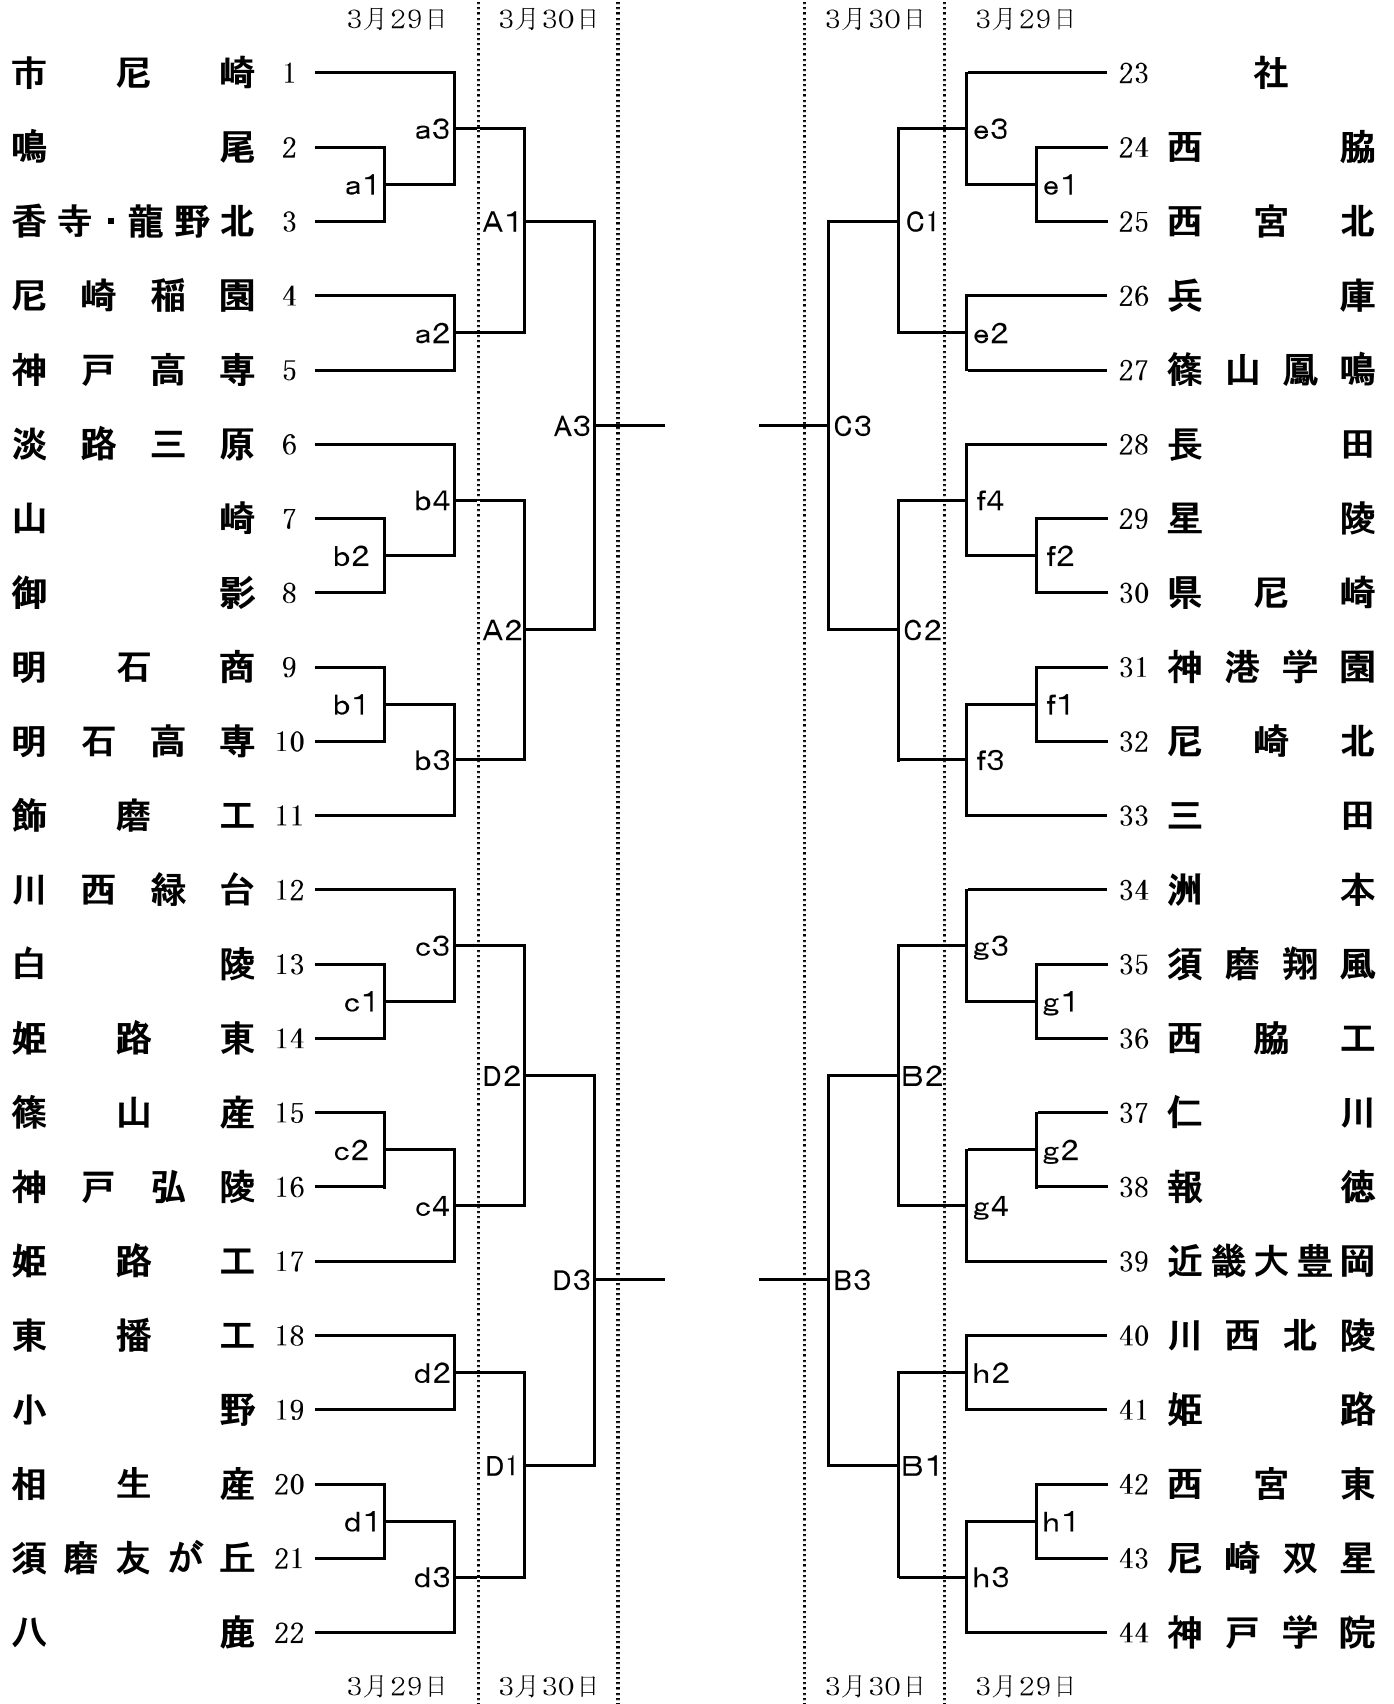 3月29日 3月30日 3月30日 3月29日
市尼崎 1 23 社
a3 e3
鳴尾 2 24 西脇
a1 e1
香寺・龍野北 3 A1 C1 25 西宮北
尼崎稲園 4 26 兵庫
a2 e2
神戸高専 5 27 篠山鳳鳴
A3 C3
淡路三原 6 28 長田
b4 f4
山崎 7 29 星陵
b2 f2
御影 8 30 県尼崎
A2 C2
明石商 9 31 神港学園
b1 f1
明石高専 10 32 尼崎北
b3 f3
飾磨工 11 33 三田
川西緑台 12 34 洲本
c3 g3
白陵 13 35 須磨翔風
c1 g1
姫路東 14 36 西脇工
D2 B2
篠山産 15 37 仁川
c2 g2
神戸弘陵 16 38 報徳
c4 g4
姫路工 17 39 近畿大豊岡
D3 B3
東播工 18 40 川西北陵
d2 h2
小野 19 41 姫路
D1 B1
相生産 20 42 西宮東
d1 h1
須磨友が丘 21 43 尼崎双星
d3 h3
八鹿 22 44 神戸学院
3月29日 3月30日 3月30日 3月29日